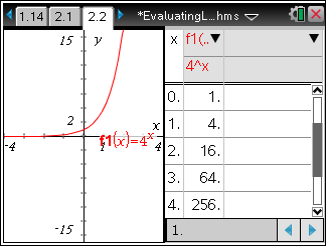 1.14 2.1 2.2 *EvaluatingL...hms
15 y
2
f1(x)=4^x x
-4 4
-15
x f1(..
4^x
0. 1.
1. 4.
2. 16.
3. 64.
4. 256.
1.